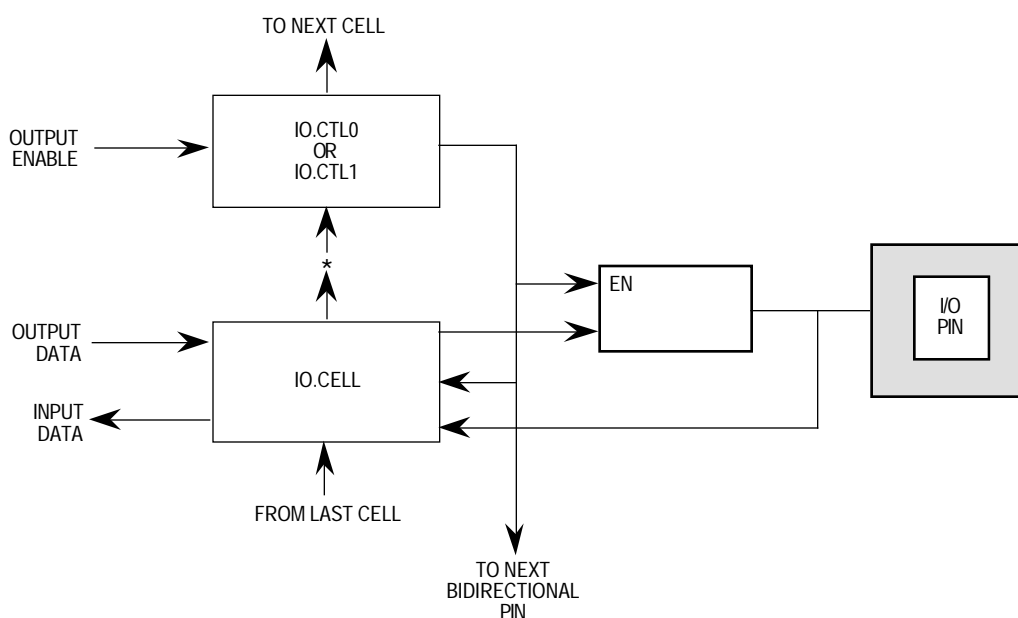 TO NEXT CELL
OUTPUT
ENABLE
IO.CTL0
OR
IO.CTL1
*
EN
I/O
PIN
OUTPUT
DATA
IO.CELL
INPUT
DATA
FROM LAST CELL
TO NEXT
BIDIRECTIONAL
PIN